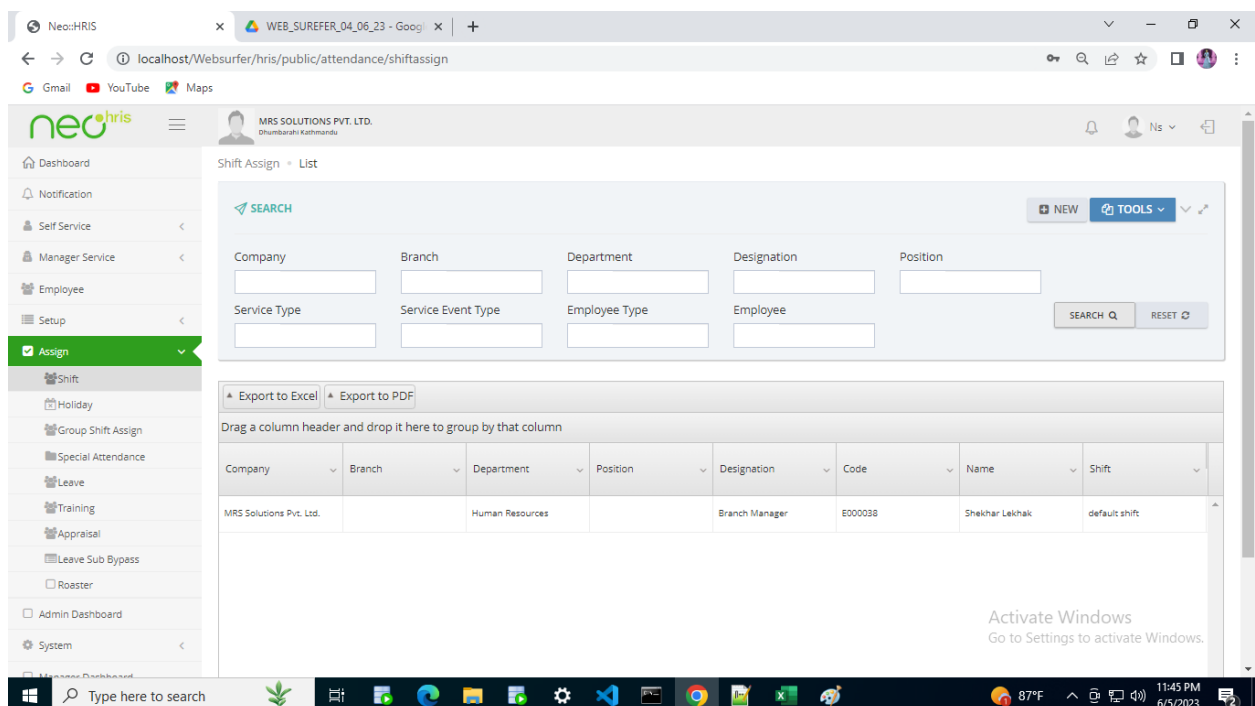 Neo::HRIS
WEB_SUREFER_04_06_23 - Googl
localhost/Websurfer/hris/public/attendance/shiftassign
Gmail YouTube Maps
neo hris
MRS SOLUTIONS PVT. LTD.
Dhumbarahi Kathmandu
Ns
Dashboard
Notification
Self Service
Manager Service
Employee
Setup
Assign
Shift
Holiday
Group Shift Assign
Special Attendance
Leave
Training
Appraisal
Leave Sub Bypass
Roaster
Admin Dashboard
System
Manager Dashboard
Shift Assign List
SEARCH
NEW TOOLS
Company Branch Department Designation Position
Service Type Service Event Type Employee Type Employee
SEARCH RESET
Export to Excel Export to PDF
Drag a column header and drop it here to group by that column
Company Branch Department Position Designation Code Name Shift
MRS Solutions Pvt. Ltd. Human Resources Branch Manager E000038 Shekhar Lekhak default shift
Activate Windows
Go to Settings to activate Windows.
Type here to search
87°F
11:45 PM
6/5/2023